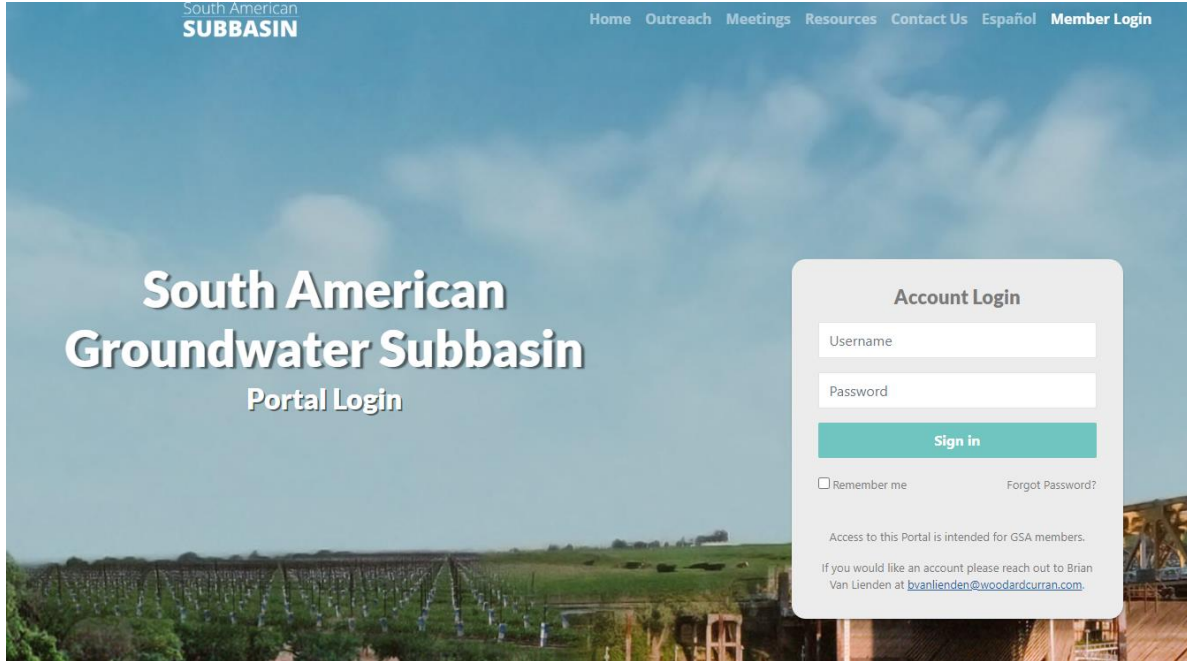 South American
SUBBASIN
Home Outreach Meetings Resources Contact Us Español Member Login
South American
Groundwater Subbasin
Portal Login
Account Login
Username
Password
Sign in
Remember me Forgot Password?
Access to this Portal is intended for GSA members.
If you would like an account please reach out to Brian
Van Lienden at bvanlienden@woodardcurran.com.